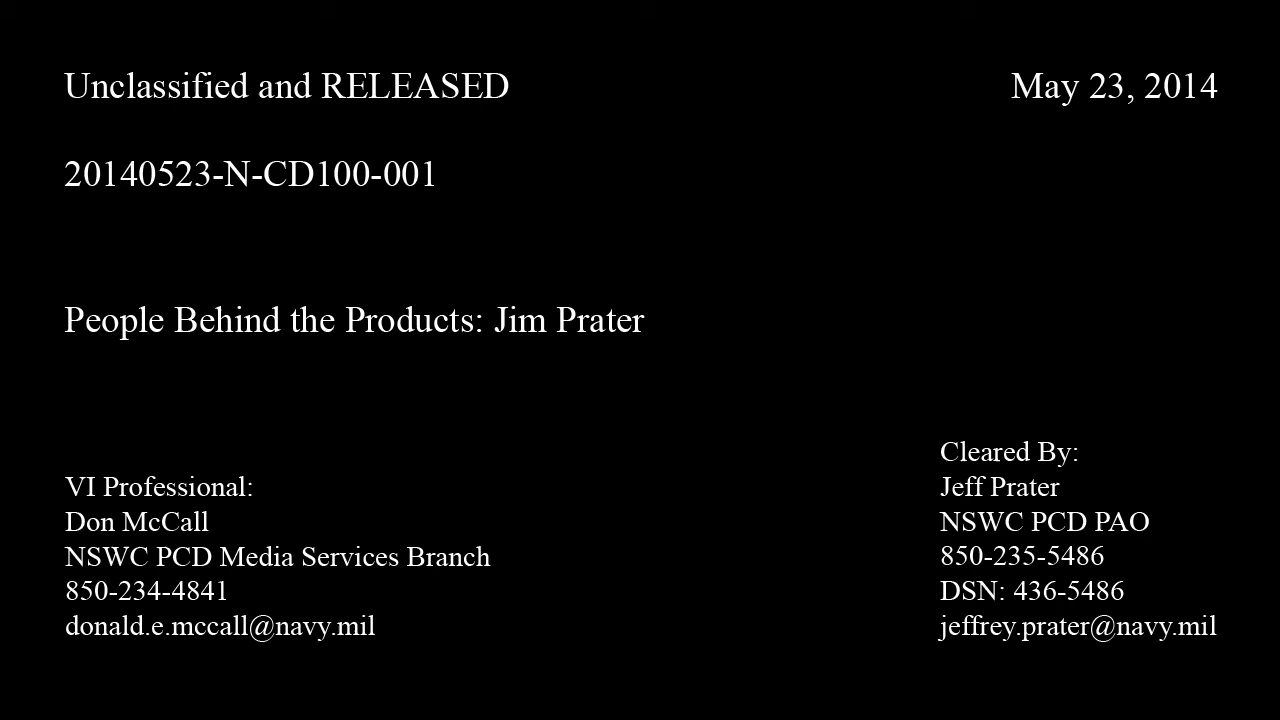 Unclassified and RELEASED
May 23, 2014
20140523-N-CD100-001
People Behind the Products: Jim Prater
VI Professional:
Don McCall
NSWC PCD Media Services Branch
850-234-4841
donald.e.mccall@navy.mil
Cleared By:
Jeff Prater
NSWC PCD PAO
850-235-5486
DSN: 436-5486
jeffrey.prater@navy.mil